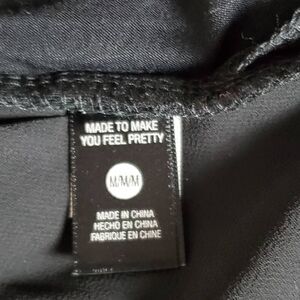 MADE TO MAKE
YOU FEEL PRETTY
M/M/M
MADE IN CHINA
HECHO EN CHINA
FABRIQUE EN CHINE